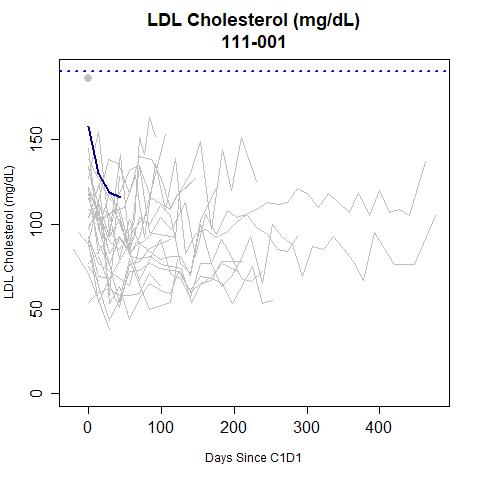 LDL Cholesterol (mg/dL)
111-001
LDL Cholesterol (mg/dL)
150
100
50
0
0 100 200 300 400
Days Since C1D1